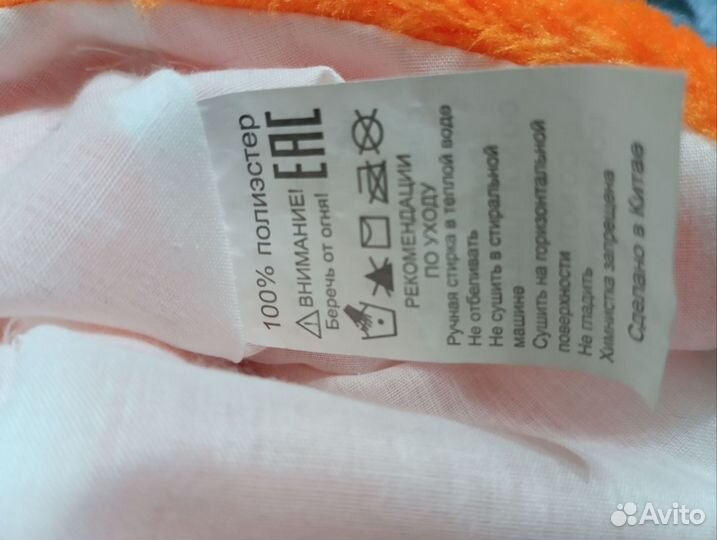 100% ПОЛИЭСТЕР
⚠ВНИМАНИЕ!
Беречь от огня!
EAC
РЕКОМЕНДАЦИИ
ПО УХОДУ
Ручная стирка в теплой воде
Не отбеливать
Не сушить в стиральной
машине
Сушить на горизонтальной
поверхности
Не гладить
Химчистка запрещена
Сделано в Китае
Avito